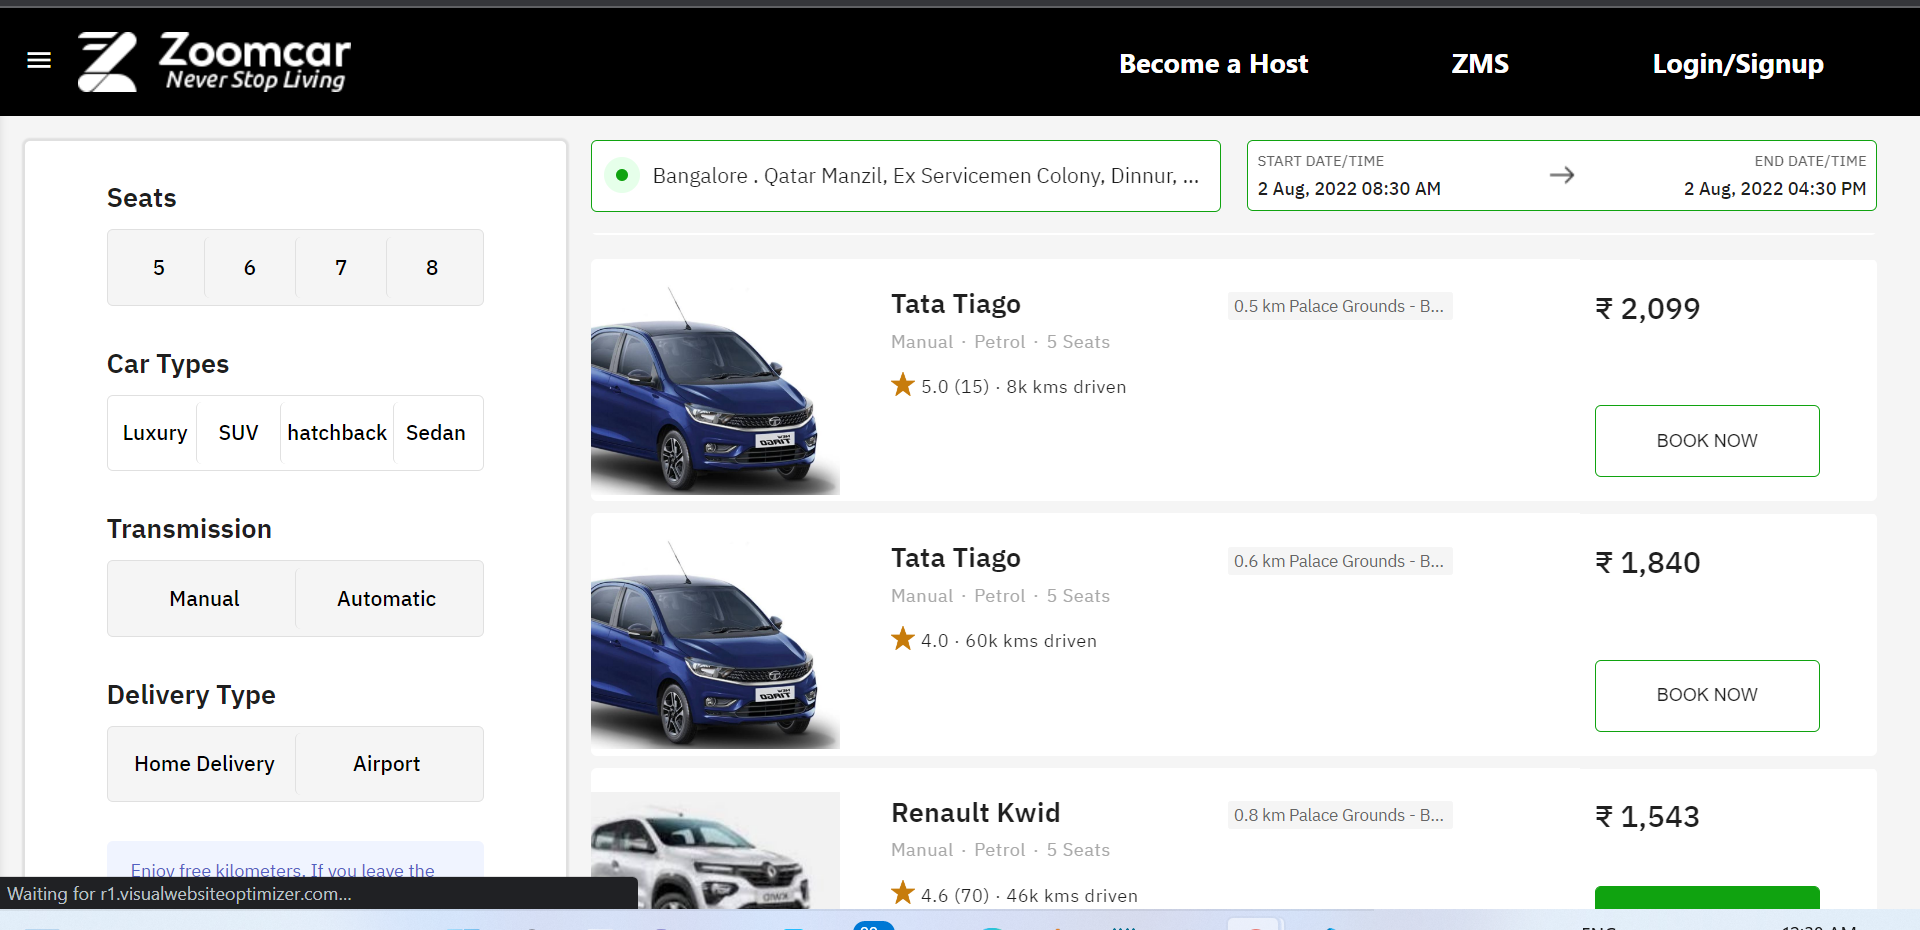 Zoomcar
Never Stop Living
Become a Host
ZMS
Login/Signup
Seats
5 6 7 8
Car Types
Luxury SUV hatchback Sedan
Transmission
Manual Automatic
Delivery Type
Home Delivery Airport
Enjoy free kilometers. If you leave the
Waiting for r1.visualwebsiteoptimizer.com...
Bangalore . Qatar Manzil, Ex Servicemen Colony, Dinnur, ...
START DATE/TIME
2 Aug, 2022 08:30 AM
END DATE/TIME
2 Aug, 2022 04:30 PM
Tata Tiago
Manual · Petrol · 5 Seats
5.0 (15) · 8k kms driven
0.5 km Palace Grounds - B...
₹ 2,099
BOOK NOW
Tata Tiago
Manual · Petrol · 5 Seats
4.0 · 60k kms driven
0.6 km Palace Grounds - B...
₹ 1,840
BOOK NOW
Renault Kwid
Manual · Petrol · 5 Seats
4.6 (70) · 46k kms driven
0.8 km Palace Grounds - B...
₹ 1,543